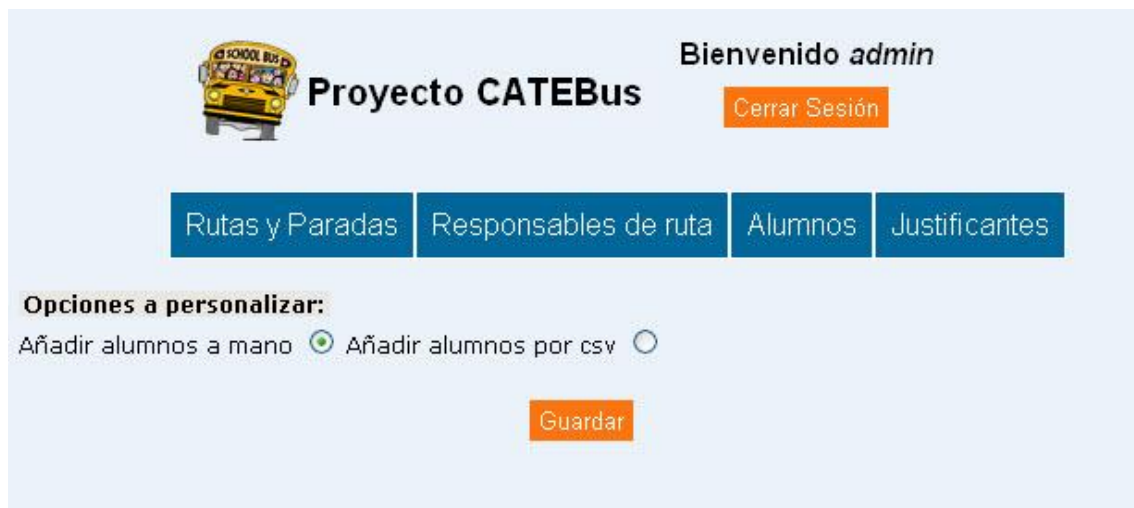 SCHOOL BUS
Proyecto CATEBus
Bienvenido admin
Cerrar Sesión
Rutas y Paradas Responsables de ruta Alumnos Justificantes
Opciones a personalizar:
Añadir alumnos a mano Añadir alumnos por csv
Guardar